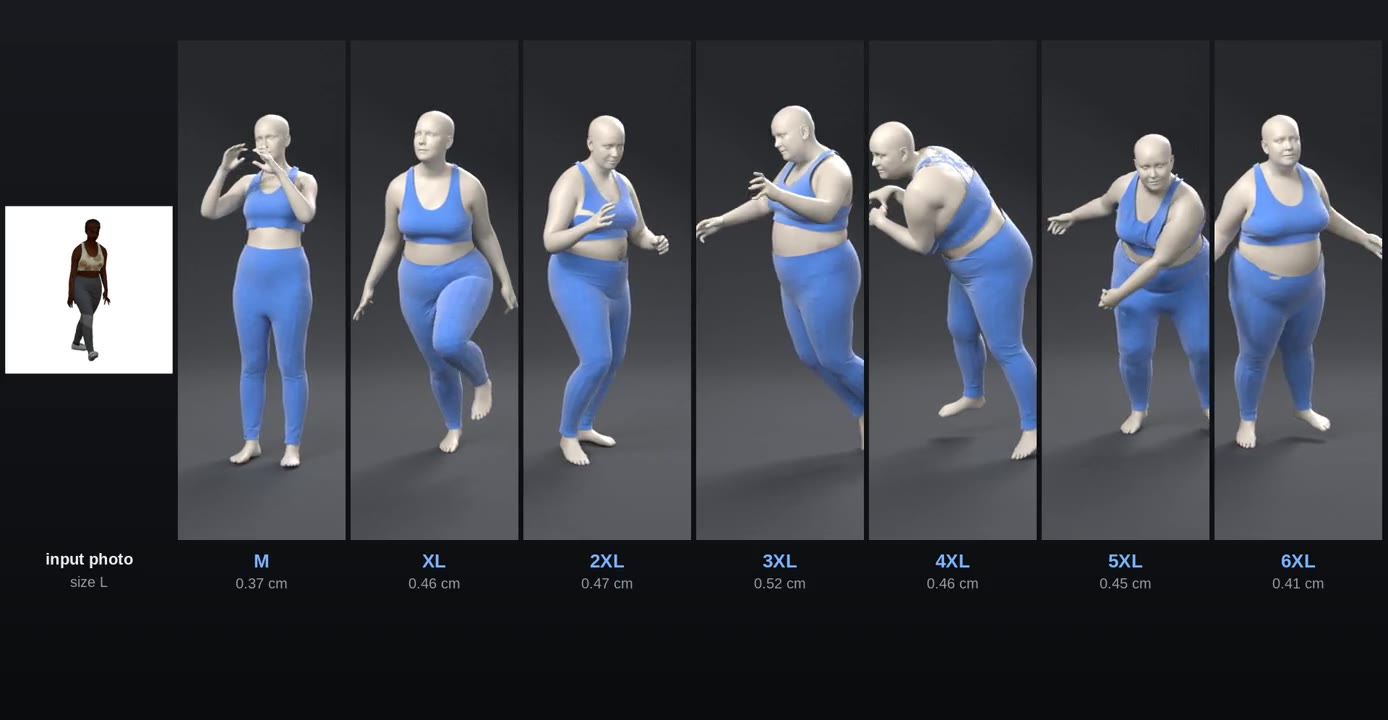 input photo
size L
M
0.37 cm
XL
0.46 cm
2XL
0.47 cm
3XL
0.52 cm
4XL
0.46 cm
5XL
0.45 cm
6XL
0.41 cm